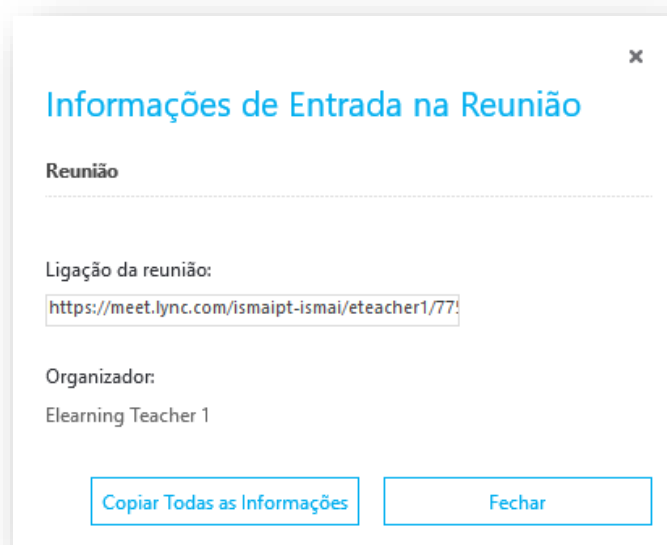 Informações de Entrada na Reunião
Reunião
Ligação da reunião:
https://meet.lync.com/ismaipt-ismai/eteacher1/775
Organizador:
Elearning Teacher 1
Copiar Todas as Informações
Fechar